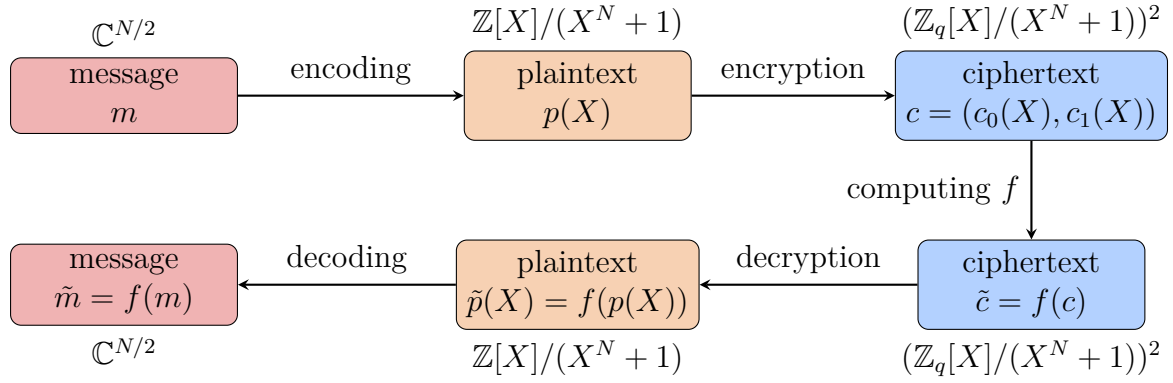 ℂ^{N/2}
ℤ[X]/(X^N + 1)
(ℤ_q[X]/(X^N + 1))^2
message
m
encoding
plaintext
p(X)
encryption
ciphertext
c = (c_0(X), c_1(X))
computing f
message
m̃ = f(m)
decoding
plaintext
p̃(X) = f(p(X))
decryption
ciphertext
c̃ = f(c)
ℂ^{N/2}
ℤ[X]/(X^N + 1)
(ℤ_q[X]/(X^N + 1))^2